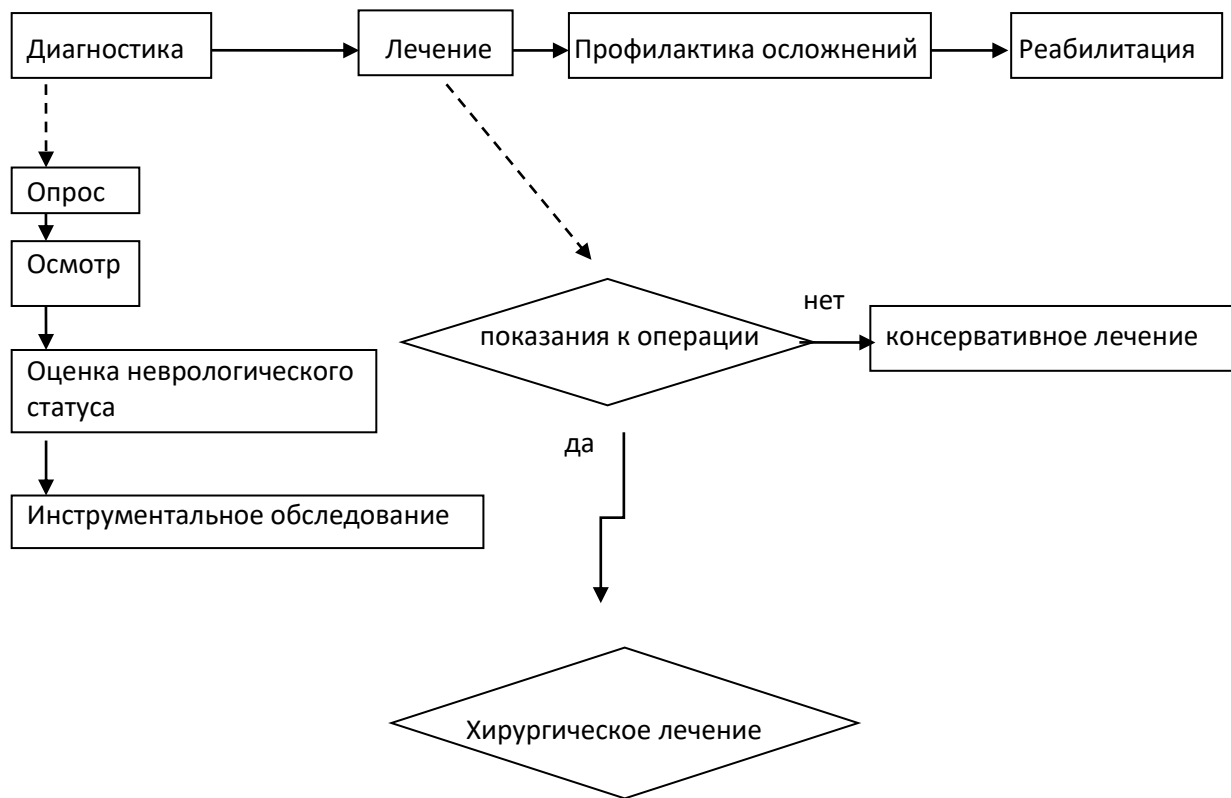 Диагностика
Лечение
Профилактика осложнений
Реабилитация
Опрос
Осмотр
нет
показания к операции
консервативное лечение
Оценка неврологического
статуса
да
Инструментальное обследование
Хирургическое лечение